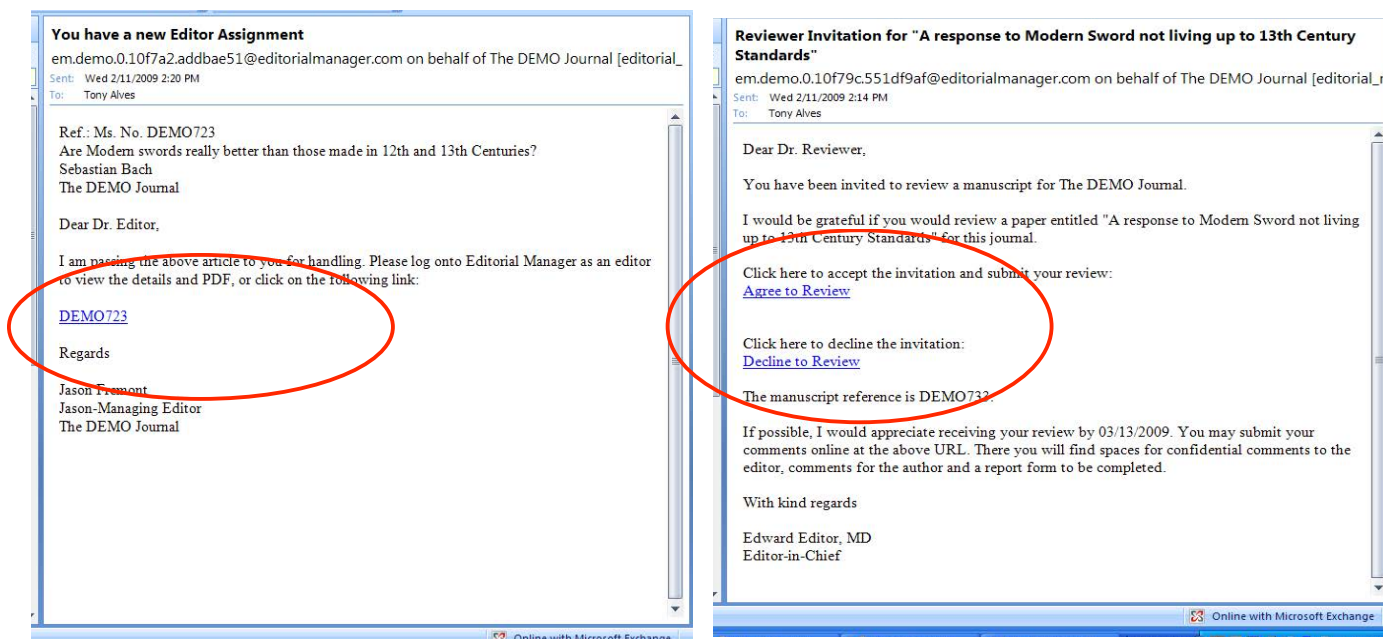 You have a new Editor Assignment
em.demo.0.10f7a2.addbae51@editorialmanager.com on behalf of The DEMO Journal [editorial_
Sent: Wed 2/11/2009 2:20 PM
To: Tony Alves
Ref.: Ms. No. DEMO723
Are Modern swords really better than those made in 12th and 13th Centuries?
Sebastian Bach
The DEMO Journal
Dear Dr. Editor,
I am passing the above article to you for handling. Please log onto Editorial Manager as an editor
to view the details and PDF, or click on the following link:
DEMO723
Regards
Jason Fremont
Jason-Managing Editor
The DEMO Journal
Online with Microsoft Exchange
Reviewer Invitation for "A response to Modern Sword not living up to 13th Century
Standards"
em.demo.0.10f79c.551df9af@editorialmanager.com on behalf of The DEMO Journal [editorial_
Sent: Wed 2/11/2009 2:14 PM
To: Tony Alves
Dear Dr. Reviewer,
You have been invited to review a manuscript for The DEMO Journal.
I would be grateful if you would review a paper entitled "A response to Modern Sword not living
up to 13th Century Standards" for this journal.
Click here to accept the invitation and submit your review:
Agree to Review
Click here to decline the invitation:
Decline to Review
The manuscript reference is DEMO733.
If possible, I would appreciate receiving your review by 03/13/2009. You may submit your
comments online at the above URL. There you will find spaces for confidential comments to the
editor, comments for the author and a report form to be completed.
With kind regards
Edward Editor, MD
Editor-in-Chief
Online with Microsoft Exchange